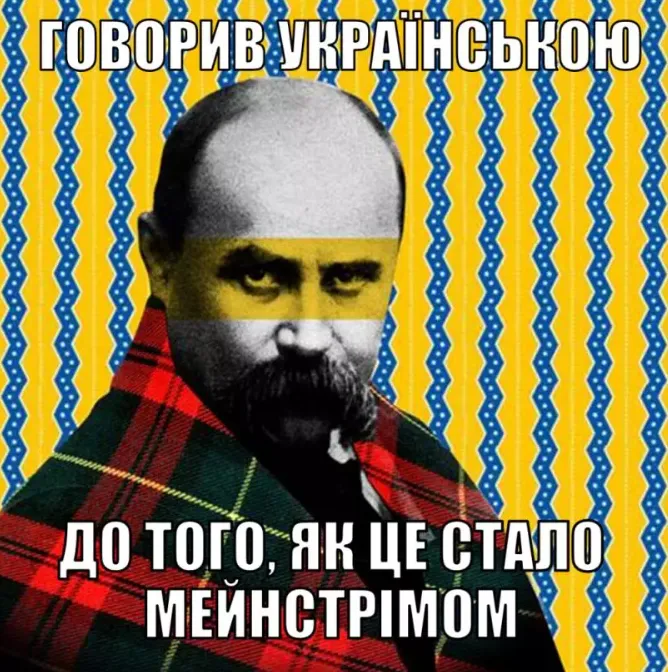 ГОВОРИВ УКРАЇНСЬКОЮ
ДО ТОГО, ЯК ЦЕ СТАЛО
МЕЙНСТРІМОМ